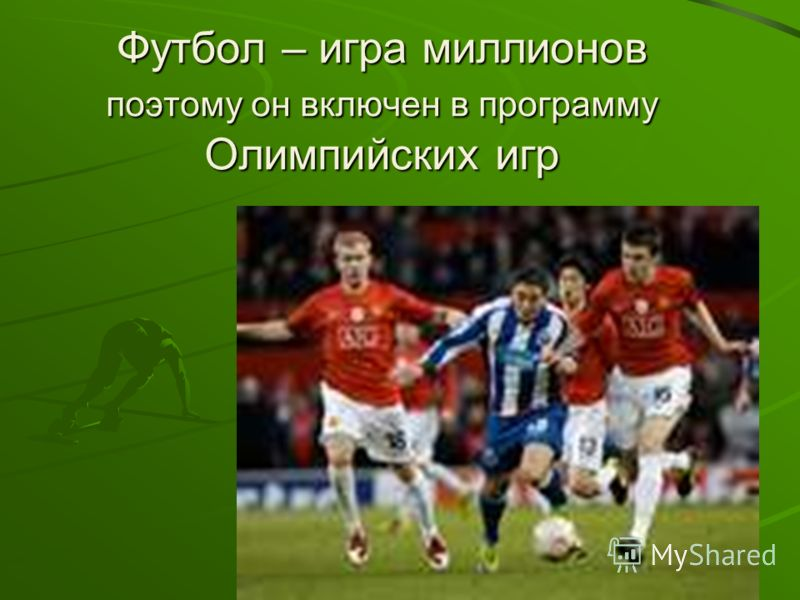 Футбол – игра миллионов
поэтому он включен в программу
Олимпийских игр
MyShared